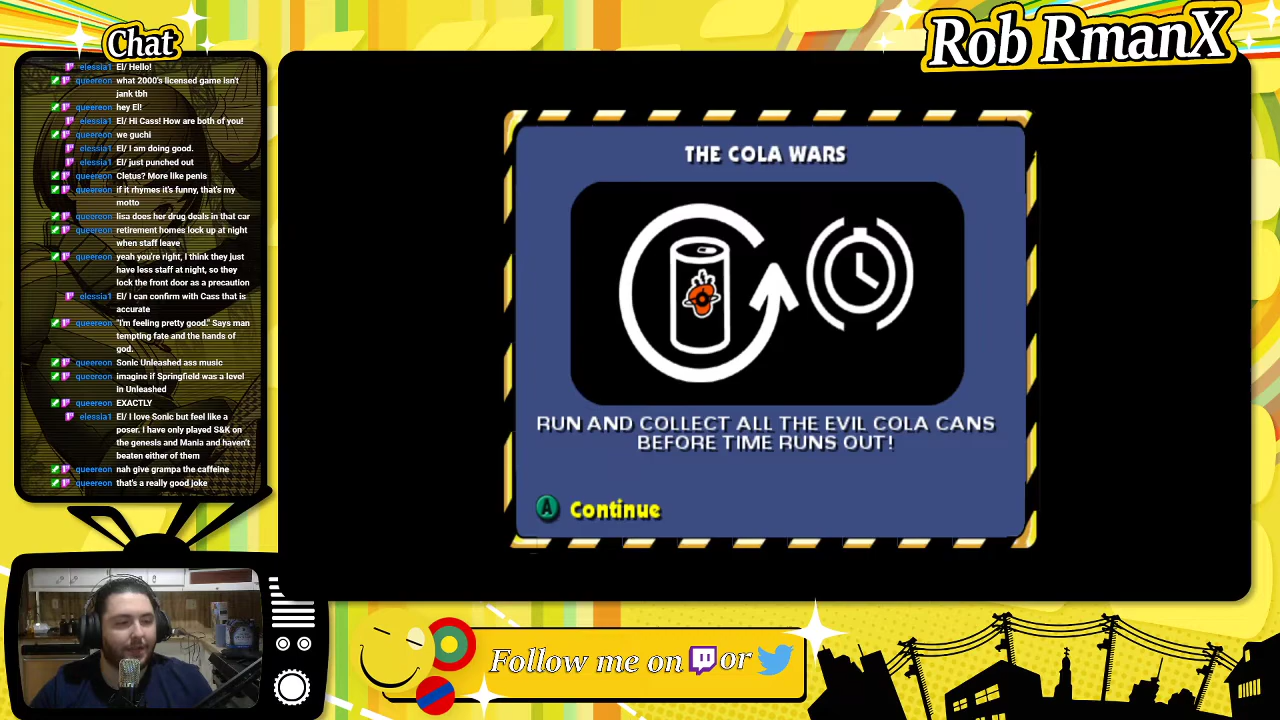 Chat
Rob RmanX
elessia1 El/ Hello!
queereon what 2000's licensed game isn't
jank tbh
queereon hey El!
elessia1 El/ Hi Cass! How are both of you!
queereon we guch!
elessia1 El/ I am doing good.
elessia1 El/ just punched out
queereon Cletus? More like penis
queereon if it rhymes it's funny, that's my
motto
queereon lisa does her drug deals in that car
queereon retirement homes lock up at night
when staff leave
queereon yeah you're right, I think they just
have less staff at night and
lock the front door as a precaution
elessia1 El/ I can confirm to Cass that is
accurate
queereon "I'm feeling pretty good." Says man
tempting fate and the hands of
god.
queereon Sonic Unleashed ass music
queereon imagine if Springfield was a level
in Unleashed
queereon EXACTLY
elessia1 El/ I love Sonic but feel like a
poser. I have only played S&K on
the genesis and Mania and haven't
beaten either of them
queereon nah give grampa the caffeine
queereon that's a really good joke
THE COLA WARS
RUN AND COLLECT ALL THE EVIL COLA CANS
BEFORE TIME RUNS OUT!
A Continue
Follow me on or